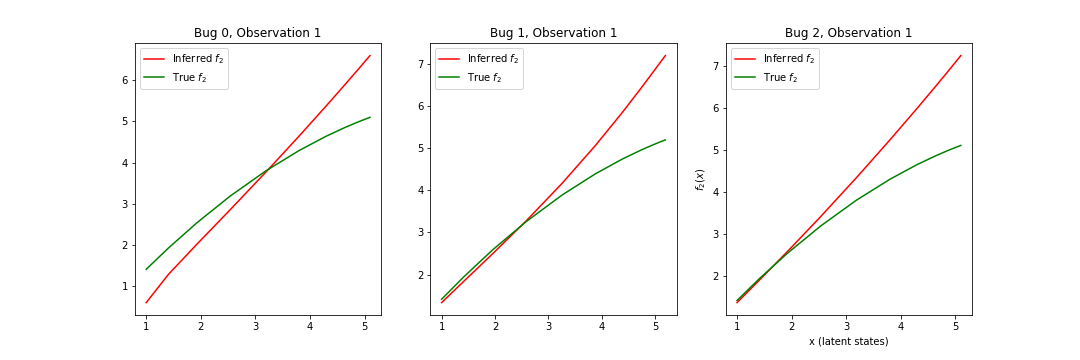 Bug 0, Observation 1
Inferred f₂
True f₂
6
5
4
3
2
1
1 2 3 4 5
Bug 1, Observation 1
Inferred f₂
True f₂
7
6
5
4
3
2
1 2 3 4 5
Bug 2, Observation 1
Inferred f₂
True f₂
f₂(x)
7
6
5
4
3
2
1 2 3 4 5
x (latent states)